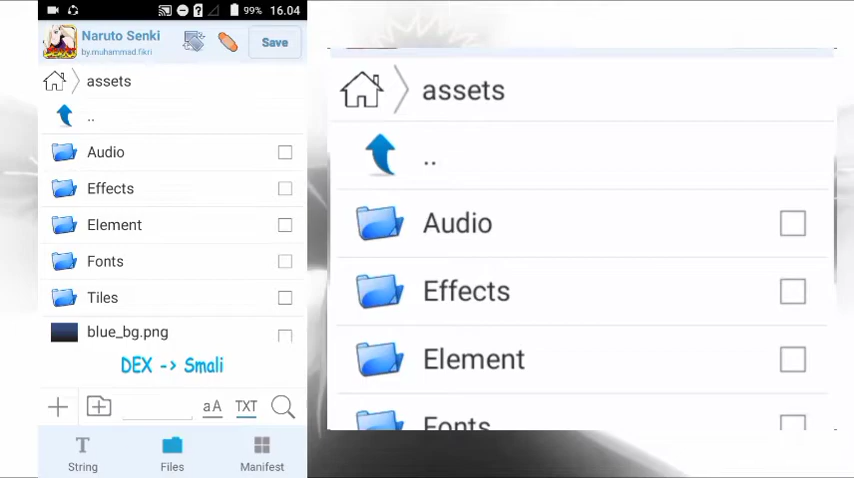 99% 16.04
Naruto Senki
by.muhammad.fikri
Save
assets
..
Audio
Effects
Element
Fonts
Tiles
blue_bg.png
DEX -> Smali
aA TXT
String Files Manifest
assets
..
Audio
Effects
Element
Fonts